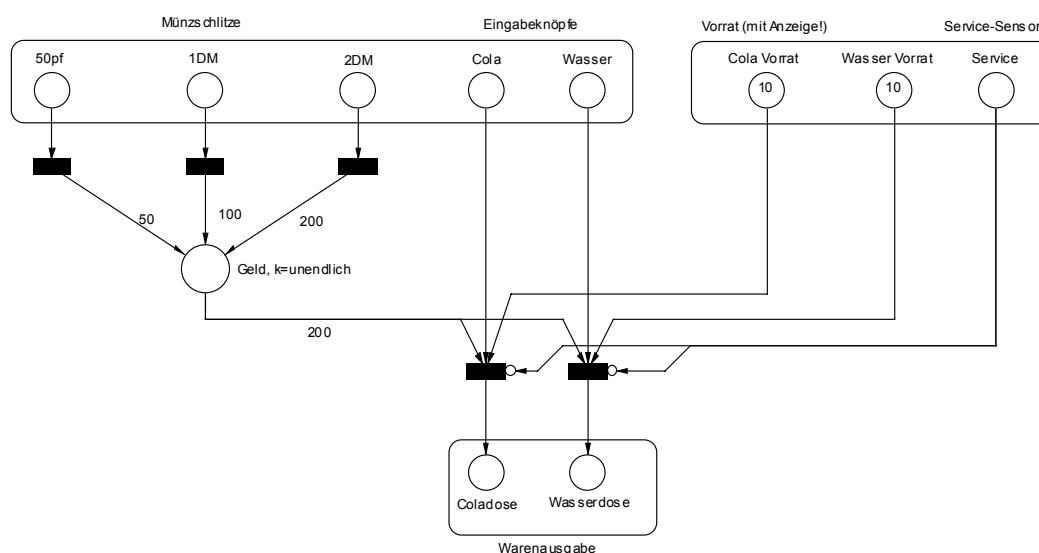 Münzschlitze
Eingabeknöpfe
Vorrat (mit Anzeige!)
Service-Sensor
50pf
1DM
2DM
Cola
Wasser
Cola Vorrat
Wasser Vorrat
Service
10
10
50
100
200
Geld, k=unendlich
200
Coladose
Wasserdose
Warenausgabe